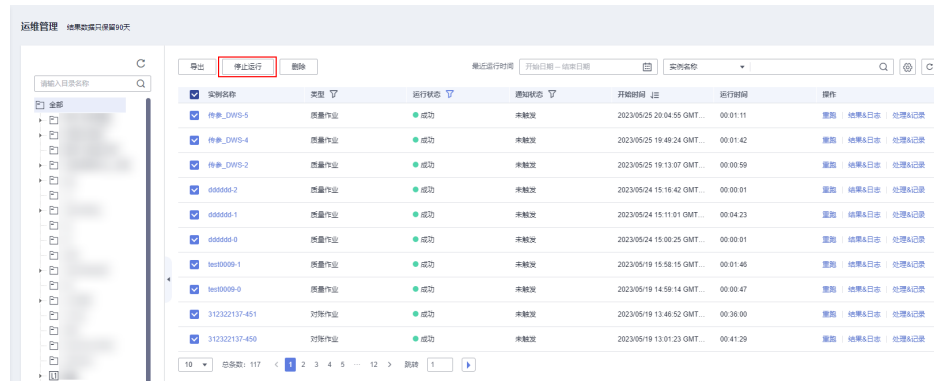 运维管理 结果数据只保留90天
请输入目录名称
全部
导出 停止运行 删除 最近运行时间 开始日期 -- 结束日期 实例名称
实例名称 类型 运行状态 通知状态 开始时间 运行时间 操作
传参_DWS-5 质量作业 成功 未触发 2023/05/25 20:04:55 GMT... 00:01:11 重跑 结果&日志 处理&记录
传参_DWS-4 质量作业 成功 未触发 2023/05/25 19:49:24 GMT... 00:01:42 重跑 结果&日志 处理&记录
传参_DWS-2 质量作业 成功 未触发 2023/05/25 19:13:07 GMT... 00:00:59 重跑 结果&日志 处理&记录
dddddd-2 质量作业 成功 未触发 2023/05/24 15:16:42 GMT... 00:00:01 重跑 结果&日志 处理&记录
dddddd-1 质量作业 成功 未触发 2023/05/24 15:11:01 GMT... 00:04:23 重跑 结果&日志 处理&记录
dddddd-0 质量作业 成功 未触发 2023/05/24 15:00:25 GMT... 00:00:01 重跑 结果&日志 处理&记录
test0009-1 质量作业 成功 未触发 2023/05/19 15:58:15 GMT... 00:01:46 重跑 结果&日志 处理&记录
test0009-0 质量作业 成功 未触发 2023/05/19 14:59:14 GMT... 00:00:47 重跑 结果&日志 处理&记录
312322137-451 对账作业 成功 未触发 2023/05/19 13:46:52 GMT... 00:36:00 重跑 结果&日志 处理&记录
312322137-450 对账作业 成功 未触发 2023/05/19 13:01:23 GMT... 00:41:29 重跑 结果&日志 处理&记录
10 总条数: 117 < 1 2 3 4 5 ... 12 > 跳转 1